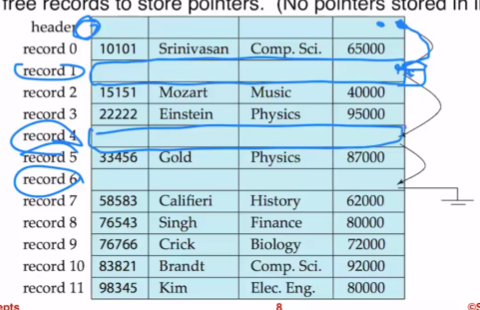 free records to store pointers. (No pointers stored in i
header
record 0 10101 Srinivasan Comp. Sci. 65000
record 1
record 2 15151 Mozart Music 40000
record 3 22222 Einstein Physics 95000
record 4
record 5 33456 Gold Physics 87000
record 6
record 7 58583 Califieri History 62000
record 8 76543 Singh Finance 80000
record 9 76766 Crick Biology 72000
record 10 83821 Brandt Comp. Sci. 92000
record 11 98345 Kim Elec. Eng. 80000
epts 8 ©S